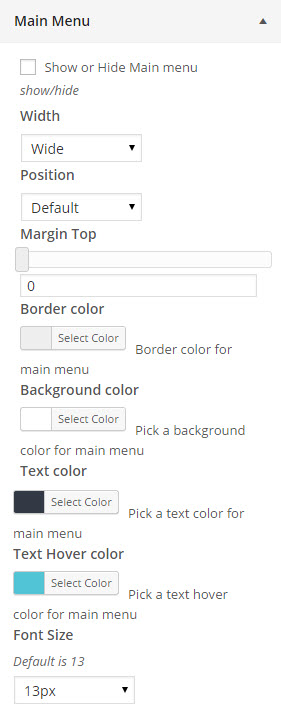 Main Menu
Show or Hide Main menu
show/hide
Width
Wide
Position
Default
Margin Top
0
Border color
Select Color Border color for
main menu
Background color
Select Color Pick a background
color for main menu
Text color
Select Color Pick a text color for
main menu
Text Hover color
Select Color Pick a text hover
color for main menu
Font Size
Default is 13
13px